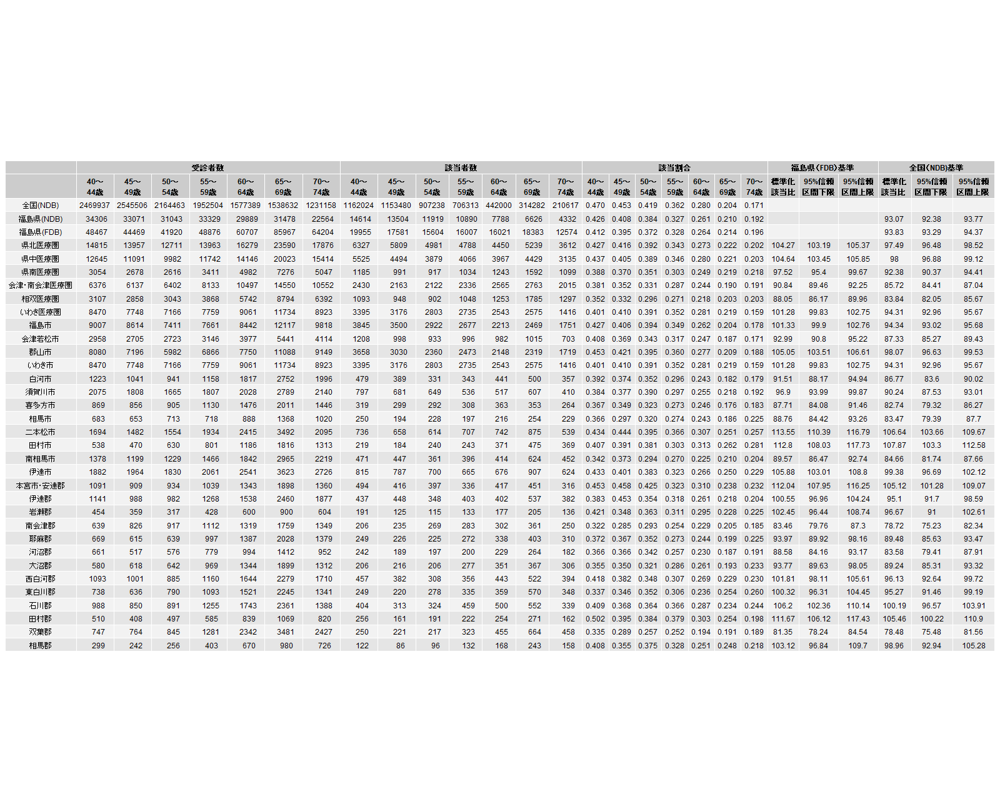 受診者数 該当者数 該当割合 福島県(FDB)基準 全国(NDB)基準
40～44歳 45～49歳 50～54歳 55～59歳 60～64歳 65～69歳 70～74歳 40～44歳 45～49歳 50～54歳 55～59歳 60～64歳 65～69歳 70～74歳 40～44歳 45～49歳 50～54歳 55～59歳 60～64歳 65～69歳 70～74歳 標準化該当比 95%信頼区間下限 95%信頼区間上限 標準化該当比 95%信頼区間下限 95%信頼区間上限
全国(NDB) 2469937 2545506 2164463 1952504 1577389 1538632 1231158 1162024 1153480 907238 706313 442000 314282 210617 0.470 0.453 0.419 0.362 0.280 0.204 0.171
福島県(NDB) 34306 33071 31043 33329 29889 31478 22564 14614 13504 11919 10890 7788 6626 4332 0.426 0.408 0.384 0.327 0.261 0.210 0.192 93.07 92.38 93.77
福島県(FDB) 48467 44469 41920 48876 60707 85967 64204 19955 17581 15604 16007 16021 18383 12574 0.412 0.395 0.372 0.328 0.264 0.214 0.196 93.83 93.29 94.37
県北医療圏 14815 13957 12711 13963 16279 23590 17876 6327 5809 4981 4788 4450 5239 3612 0.427 0.416 0.392 0.343 0.273 0.222 0.202 104.27 103.19 105.37 97.49 96.48 98.52
県中医療圏 12645 11091 9982 11742 14146 20023 15414 5525 4494 3879 4066 3967 4429 3135 0.437 0.405 0.389 0.346 0.280 0.221 0.203 104.64 103.45 105.85 98 96.88 99.12
県南医療圏 3054 2678 2616 3411 4982 7276 5047 1185 991 917 1034 1243 1592 1099 0.388 0.370 0.351 0.303 0.249 0.219 0.218 97.52 95.4 99.67 92.38 90.37 94.41
会津・南会津医療圏 6376 6137 6402 8133 10497 14550 10552 2430 2163 2122 2336 2565 2763 2015 0.381 0.352 0.331 0.287 0.244 0.190 0.191 90.84 89.46 92.25 85.72 84.41 87.04
相双医療圏 3107 2858 3043 3868 5742 8794 6392 1093 948 902 1048 1253 1785 1297 0.352 0.332 0.296 0.271 0.218 0.203 0.203 88.05 86.17 89.96 83.84 82.05 85.67
いわき医療圏 8470 7748 7166 7759 9061 11734 8923 3395 3176 2803 2735 2543 2575 1416 0.401 0.410 0.391 0.352 0.281 0.219 0.159 101.28 99.83 102.75 94.31 92.96 95.67
福島市 9007 8614 7411 7661 8442 12117 9818 3845 3500 2922 2677 2213 2469 1751 0.427 0.406 0.394 0.349 0.262 0.204 0.178 101.33 99.9 102.76 94.34 93.02 95.68
会津若松市 2958 2705 2723 3146 3977 5441 4114 1208 998 933 996 982 1015 703 0.408 0.369 0.343 0.317 0.247 0.187 0.171 92.99 90.8 95.22 87.33 85.27 89.43
郡山市 8080 7196 5982 6866 7750 11088 9149 3658 3030 2360 2473 2148 2319 1719 0.453 0.421 0.395 0.360 0.277 0.209 0.188 105.05 103.51 106.61 98.07 96.63 99.53
いわき市 8470 7748 7166 7759 9061 11734 8923 3395 3176 2803 2735 2543 2575 1416 0.401 0.410 0.391 0.352 0.281 0.219 0.159 101.28 99.83 102.75 94.31 92.96 95.67
白河市 1223 1041 941 1158 1817 2752 1996 479 389 331 343 441 500 357 0.392 0.374 0.352 0.296 0.243 0.182 0.179 91.51 88.17 94.94 86.77 83.6 90.02
須賀川市 2075 1808 1665 1807 2028 2789 2140 797 681 649 536 517 607 410 0.384 0.377 0.390 0.297 0.255 0.218 0.192 96.9 93.99 99.87 90.24 87.53 93.01
喜多方市 869 856 905 1130 1476 2011 1446 319 299 292 308 363 353 264 0.367 0.349 0.323 0.273 0.246 0.176 0.183 87.71 84.08 91.46 82.74 79.32 86.27
相馬市 683 653 713 718 888 1368 1020 250 194 228 197 216 254 229 0.366 0.297 0.320 0.274 0.243 0.186 0.225 88.76 84.42 93.26 83.47 79.39 87.7
二本松市 1694 1482 1554 1934 2415 3492 2095 736 658 614 707 742 875 539 0.434 0.444 0.395 0.366 0.307 0.251 0.257 113.55 110.39 116.79 106.64 103.66 109.67
田村市 538 470 630 801 1186 1816 1313 219 184 240 243 371 475 369 0.407 0.391 0.381 0.303 0.313 0.262 0.281 112.8 108.03 117.73 107.87 103.3 112.58
南相馬市 1378 1199 1229 1466 1842 2965 2219 471 447 361 396 414 624 452 0.342 0.373 0.294 0.270 0.225 0.210 0.204 89.57 86.47 92.74 84.66 81.74 87.66
伊達市 1882 1964 1830 2061 2541 3623 2726 815 787 700 665 676 907 624 0.433 0.401 0.383 0.323 0.266 0.250 0.229 105.88 103.01 108.8 99.38 96.69 102.12
本宮市・安達郡 1091 909 934 1039 1343 1898 1360 494 416 397 336 417 451 316 0.453 0.458 0.425 0.323 0.310 0.238 0.232 112.04 107.95 116.25 105.12 101.28 109.07
伊達郡 1141 988 982 1268 1538 2460 1877 437 448 348 403 402 537 382 0.383 0.453 0.354 0.318 0.261 0.218 0.204 100.55 96.96 104.24 95.1 91.7 98.59
岩瀬郡 454 359 317 428 600 900 604 191 125 115 133 177 205 136 0.421 0.348 0.363 0.311 0.295 0.228 0.225 102.45 96.44 108.74 96.67 91 102.61
南会津郡 639 826 917 1112 1319 1759 1349 206 235 269 283 302 361 250 0.322 0.285 0.293 0.254 0.229 0.205 0.185 83.46 79.76 87.3 78.72 75.23 82.34
耶麻郡 669 615 639 997 1387 2028 1379 249 226 225 272 338 403 310 0.372 0.367 0.352 0.273 0.244 0.199 0.225 93.97 89.92 98.16 89.48 85.63 93.47
河沼郡 661 517 576 779 994 1412 952 242 189 197 200 229 264 182 0.366 0.366 0.342 0.257 0.230 0.187 0.191 88.58 84.16 93.17 83.58 79.41 87.91
大沼郡 580 618 642 969 1344 1899 1312 206 216 206 277 351 367 306 0.355 0.350 0.321 0.286 0.261 0.193 0.233 93.77 89.63 98.05 89.24 85.31 93.32
西白河郡 1093 1001 885 1160 1644 2279 1710 457 382 308 356 443 522 394 0.418 0.382 0.348 0.307 0.269 0.229 0.230 101.81 98.11 105.61 96.13 92.64 99.72
東白川郡 738 636 790 1093 1521 2245 1341 249 220 278 335 359 570 348 0.337 0.346 0.352 0.306 0.236 0.254 0.260 100.32 96.31 104.45 95.27 91.46 99.19
石川郡 988 850 891 1255 1743 2361 1388 404 313 324 459 500 552 339 0.409 0.368 0.364 0.366 0.287 0.234 0.244 106.2 102.36 110.14 100.19 96.57 103.91
田村郡 510 408 497 585 839 1069 820 256 161 191 222 254 271 162 0.502 0.395 0.384 0.379 0.303 0.254 0.198 111.67 106.12 117.43 105.46 100.22 110.9
双葉郡 747 764 845 1281 2342 3481 2427 250 221 217 323 455 664 458 0.335 0.289 0.257 0.252 0.194 0.191 0.189 81.35 78.24 84.54 78.48 75.48 81.56
相馬郡 299 242 256 403 670 980 726 122 86 96 132 168 243 158 0.408 0.355 0.375 0.328 0.251 0.248 0.218 103.12 96.84 109.7 98.96 92.94 105.28